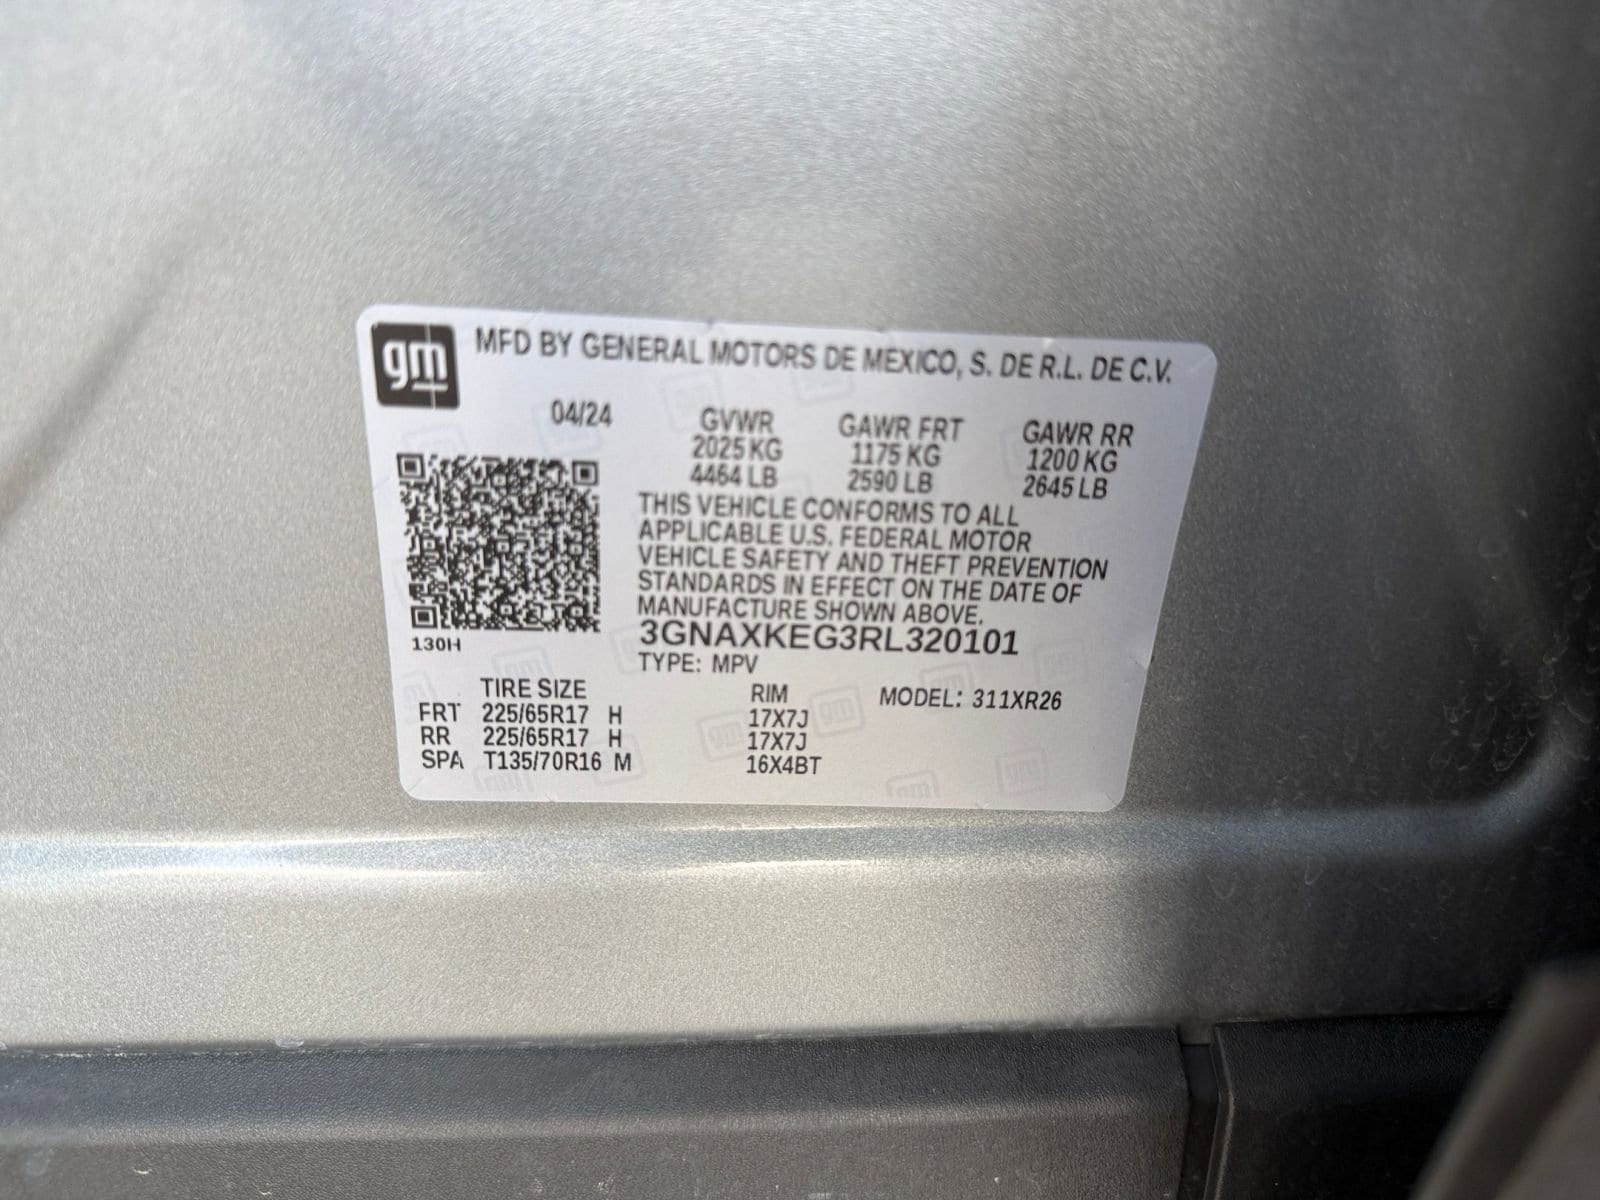 gm
MFD BY GENERAL MOTORS DE MEXICO, S. DE R.L. DE C.V.
04/24 GVWR GAWR FRT GAWR RR
2025 KG 1175 KG 1200 KG
4464 LB 2590 LB 2645 LB
THIS VEHICLE CONFORMS TO ALL
APPLICABLE U.S. FEDERAL MOTOR
VEHICLE SAFETY AND THEFT PREVENTION
STANDARDS IN EFFECT ON THE DATE OF
MANUFACTURE SHOWN ABOVE.
3GNAXKEG3RL320101
130H
TYPE: MPV
TIRE SIZE RIM MODEL: 311XR26
FRT 225/65R17 H 17X7J
RR 225/65R17 H 17X7J
SPA T135/70R16 M 16X4BT